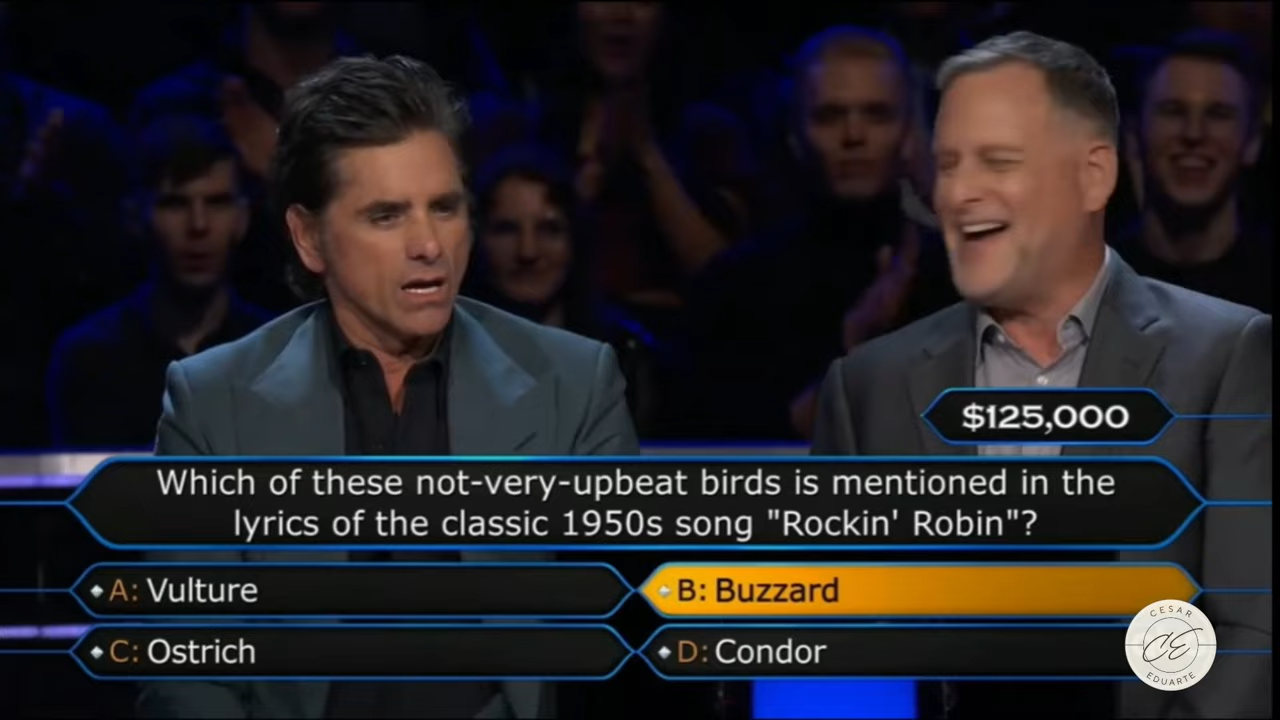 $125,000
Which of these not-very-upbeat birds is mentioned in the
lyrics of the classic 1950s song "Rockin' Robin"?
A: Vulture
B: Buzzard
C: Ostrich
D: Condor
CESAR
CE
EDUARTE